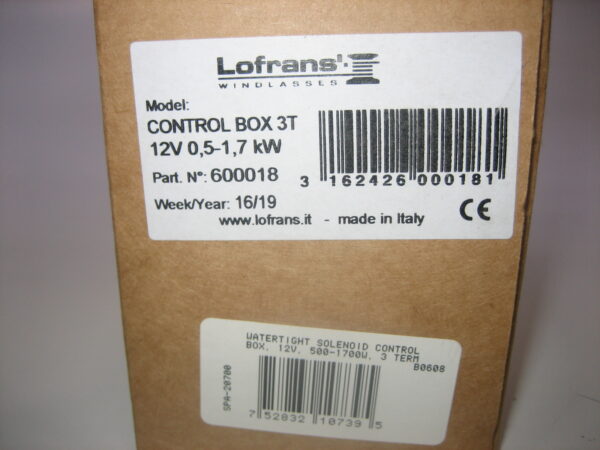 Lofrans'
WINDLASSES
Model:
CONTROL BOX 3T
12V 0,5-1,7 kW
Part. N°: 600018
3 162426 000181
Week/Year: 16/19
www.lofrans.it - made in Italy
CE
WATERTIGHT SOLENOID CONTROL
BOX, 12V, 500-1700W, 3 TERM
B0608
SPA-20700
7 52832 10739 5